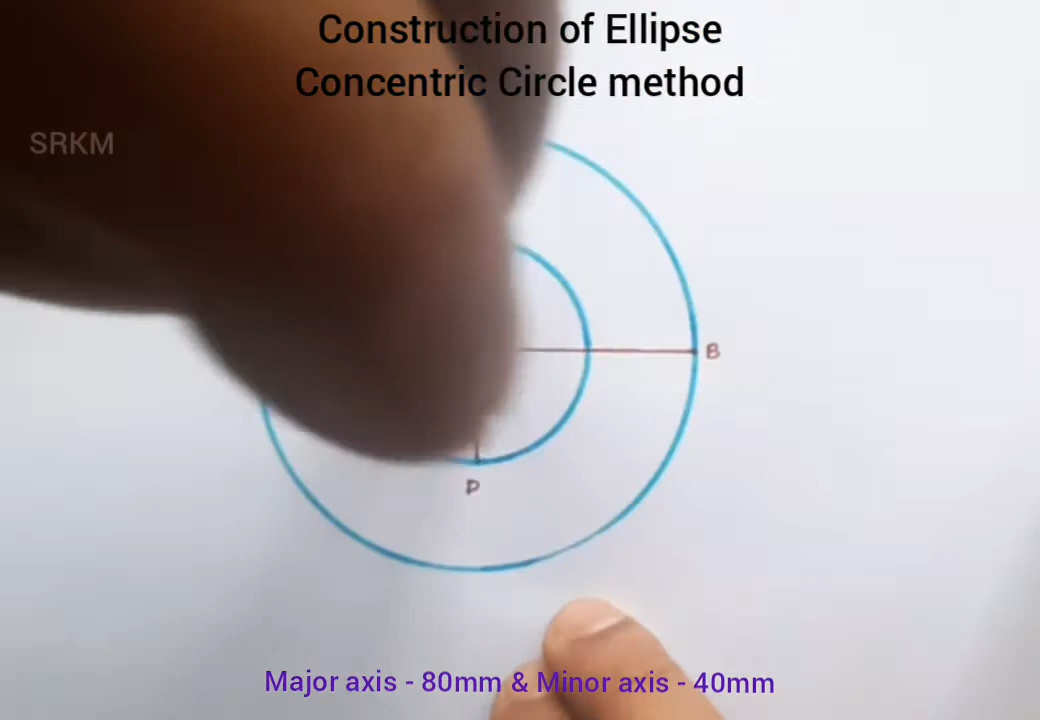 Construction of Ellipse
Concentric Circle method
SRKM
B
D
Major axis - 80mm & Minor axis - 40mm